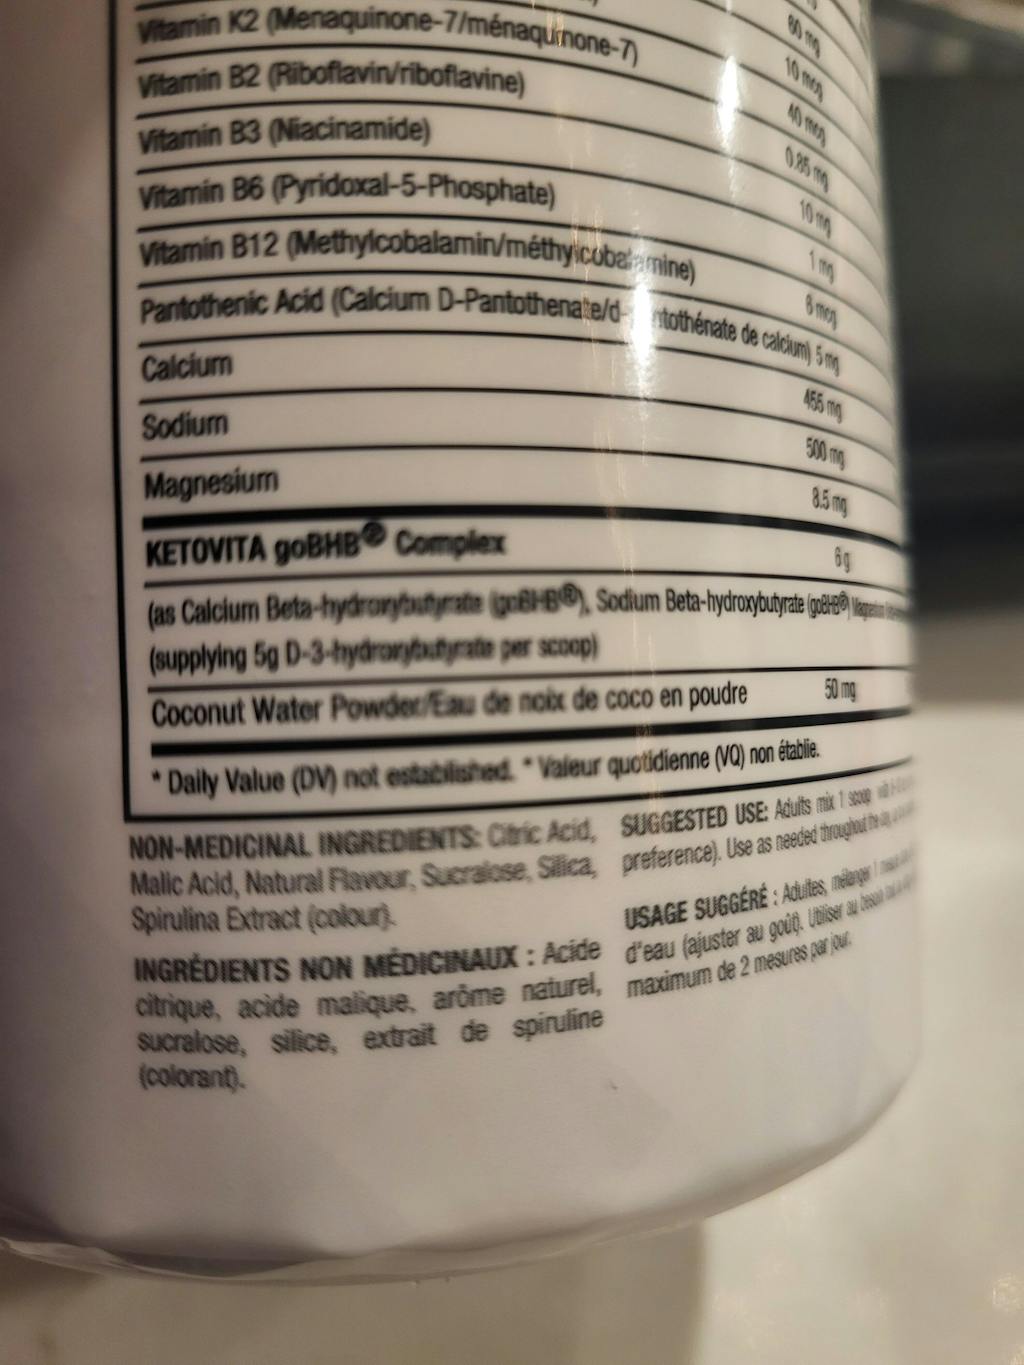 60 mg
Vitamin K2 (Menaquinone-7/ménaquinone-7) 10 mcg
40 mcg
Vitamin B2 (Riboflavin/riboflavine) 0.85 mg
Vitamin B3 (Niacinamide) 10 mg
Vitamin B6 (Pyridoxal-5-Phosphate) 1 mg
Vitamin B12 (Methylcobalamin/méthylcobalamine) 6 mcg
Pantothenic Acid (Calcium D-Pantothenate/d- de calcium) 5 mg
Calcium 455 mg
Sodium 500 mg
Magnesium 8.5 mg
KETOVITA goBHB® Complex 6 g
(as Calcium Beta-hydroxybutyrate (goBHB®), Sodium Beta-hydroxybutyrate (goBHB®)
(supplying 5g D-3-hydroxybutyrate per scoop)
Coconut Water Powder/Eau de noix de coco en poudre 50 mg
* Daily Value (DV) not established. * Valeur quotidienne (VQ) non établie.
NON-MEDICINAL INGREDIENTS: Citric Acid,
Malic Acid, Natural Flavour, Sucralose, Silica,
Spirulina Extract (colour).
INGRÉDIENTS NON MÉDICINAUX : Acide
citrique, acide malique, arôme naturel,
sucralose, silice, extrait de spiruline
(colorant).
SUGGESTED USE: Adults mix 1 scoop
preference). Use as needed throughout the
USAGE SUGGÉRÉ : Adultes, mélanger 1
d'eau (ajuster au goût). Utiliser au besoin
maximum de 2 mesures par jour.